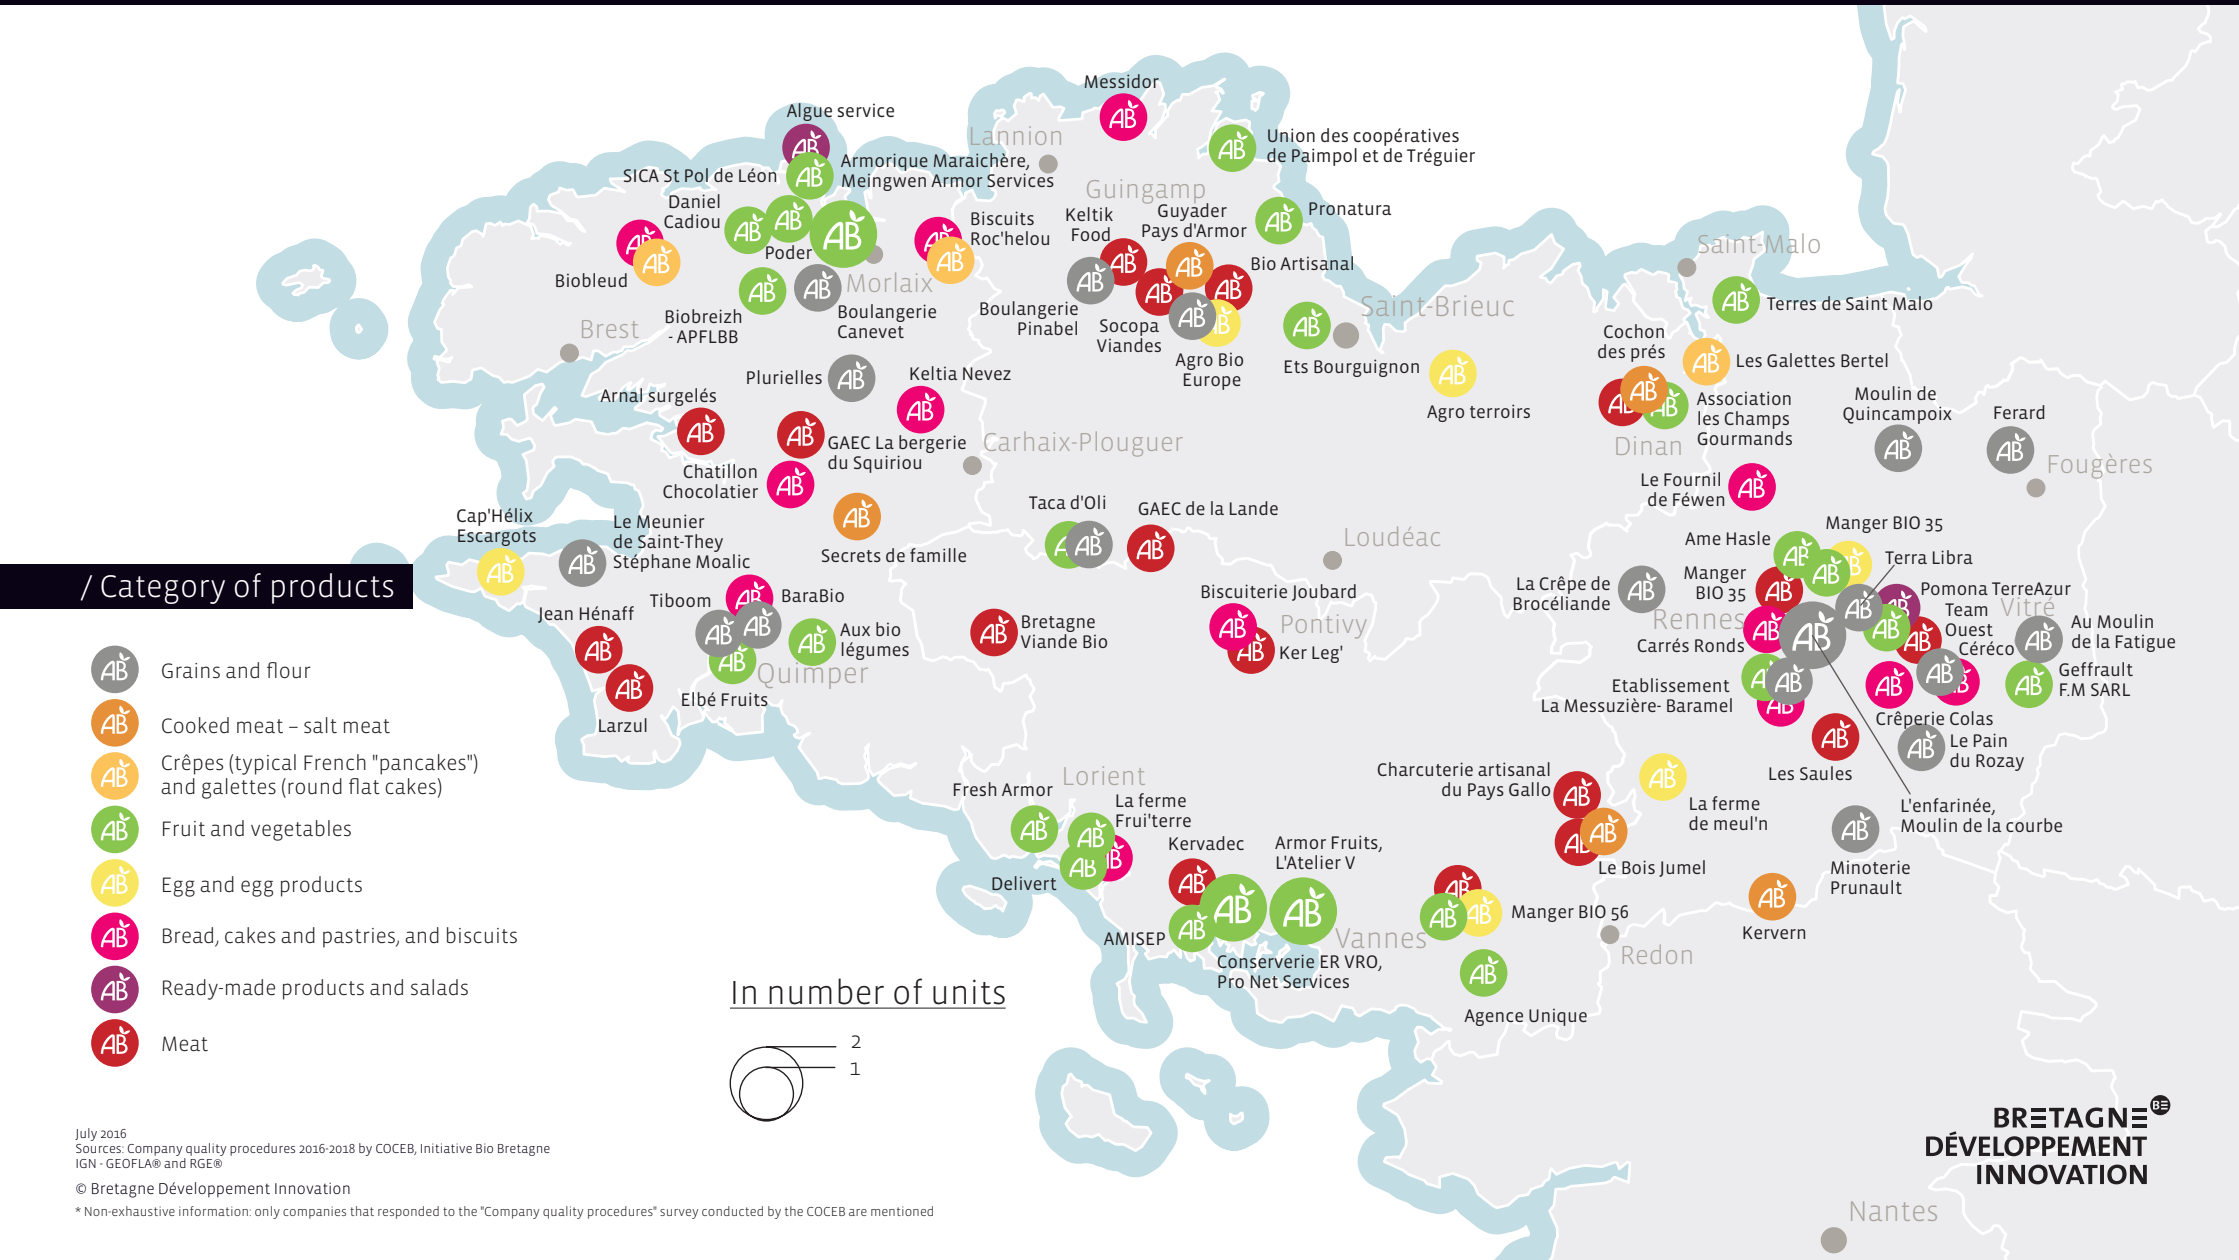 Messidor
Algue service
Lannion
Union des coopératives
de Paimpol et de Tréguier
SICA St Pol de Léon
Armorique Maraichère,
Meingwen Armor Services
Guingamp
Daniel
Cadiou
Biscuits
Roc'helou
Keltik
Food
Guyader
Pays d'Armor
Pronatura
Saint-Malo
Poder
Biobleud
Morlaix
Bio Artisanal
Terres de Saint Malo
Biobreizh
- APFLBB
Boulangerie
Canevet
Boulangerie
Pinabel
Socopa
Viandes
Saint-Brieuc
Brest
Agro Bio
Europe
Ets Bourguignon
Cochon
des prés
Les Galettes Bertel
Plurielles
Keltia Nevez
Arnal surgelés
Agro terroirs
Association
les Champs
Gourmands
Moulin de
Quincampoix
Ferard
GAEC La bergerie
du Squiriou
Carhaix-Plouguer
Dinan
Fougères
Chatillon
Chocolatier
Le Fournil
de Féwen
Cap'Hélix
Escargots
Le Meunier
de Saint-They
Stéphane Moalic
Secrets de famille
Taca d'Oli
GAEC de la Lande
Loudéac
Ame Hasle
Manger BIO 35
Terra Libra
Manger
BIO 35
La Crêpe de
Brocéliande
Pomona TerreAzur
Team
Ouest
Céréco
Vitré
Rennes
Carrés Ronds
Au Moulin
de la Fatigue
Geffrault
F.M SARL
Jean Hénaff
Tiboom
BaraBio
Aux bio
légumes
Bretagne
Viande Bio
Biscuiterie Joubard
Pontivy
Ker Leg'
Quimper
Elbé Fruits
Larzul
Etablissement
La Messuzière- Baramel
Crêperie Colas
Le Pain
du Rozay
Les Saules
L'enfarinée,
Moulin de la courbe
Charcuterie artisanal
du Pays Gallo
La ferme
de meul'n
Le Bois Jumel
Minoterie
Prunault
Kervern
Fresh Armor
Lorient
La ferme
Frui'terre
Delivert
Kervadec
Armor Fruits,
L'Atelier V
AMISEP
Conserverie ER VRO,
Pro Net Services
Vannes
Manger BIO 56
Redon
Agence Unique
Nantes
/ Category of products
AB Grains and flour
AB Cooked meat – salt meat
AB Crêpes (typical French "pancakes")
and galettes (round flat cakes)
AB Fruit and vegetables
AB Egg and egg products
AB Bread, cakes and pastries, and biscuits
AB Ready-made products and salads
AB Meat
In number of units
2
1
July 2016
Sources: Company quality procedures 2016-2018 by COCEB, Initiative Bio Bretagne
IGN - GEOFLA® and RGE®
© Bretagne Développement Innovation
* Non-exhaustive information: only companies that responded to the "Company quality procedures" survey conducted by the COCEB are mentioned
BRETAGNE BE
DÉVELOPPEMENT
INNOVATION